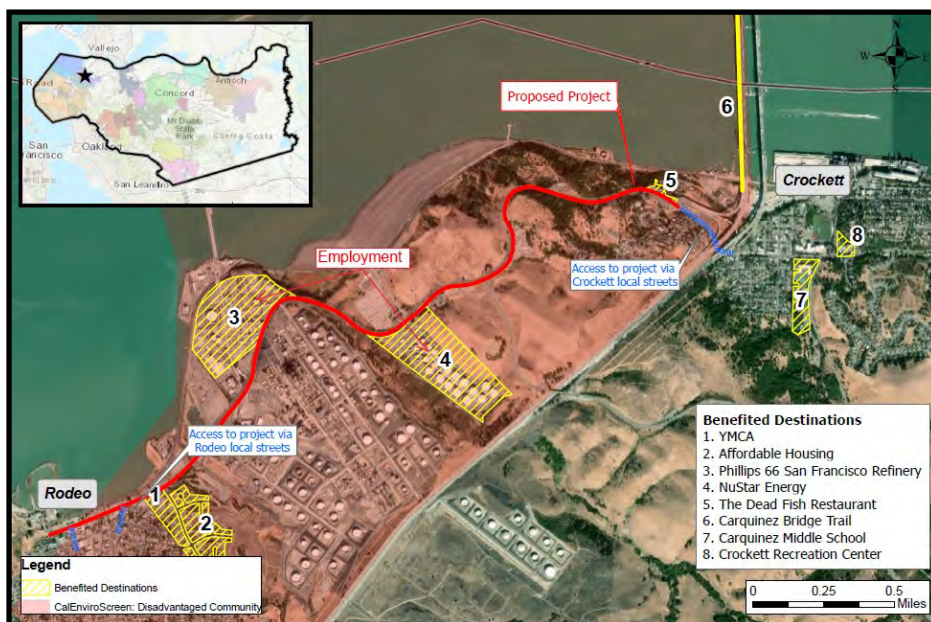 Vallejo
Rafael
Antioch
Concord
Mt Diablo
State
Park
Contra Costa
San
Francisco
Oakland
San Leandro
SAN
FRANCISCO
N
W
E
S
Proposed Project
6
5
Crockett
8
Employment
Access to project via
Crockett local streets
7
3
4
Access to project via
Rodeo local streets
Rodeo
1
2
Benefited Destinations
1. YMCA
2. Affordable Housing
3. Phillips 66 San Francisco Refinery
4. NuStar Energy
5. The Dead Fish Restaurant
6. Carquinez Bridge Trail
7. Carquinez Middle School
8. Crockett Recreation Center
Legend
Benefited Destinations
CalEnviroScreen: Disadvantaged Community
0 0.25 0.5
Miles